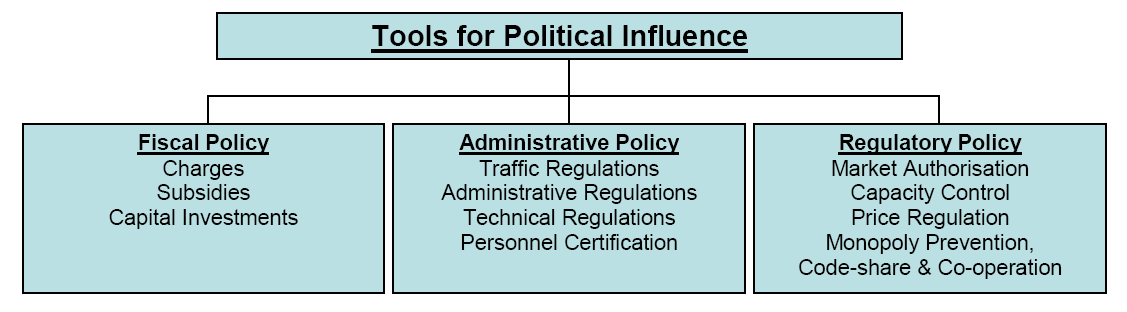 Tools for Political Influence
Fiscal Policy
Charges
Subsidies
Capital Investments
Administrative Policy
Traffic Regulations
Administrative Regulations
Technical Regulations
Personnel Certification
Regulatory Policy
Market Authorisation
Capacity Control
Price Regulation
Monopoly Prevention,
Code-share & Co-operation